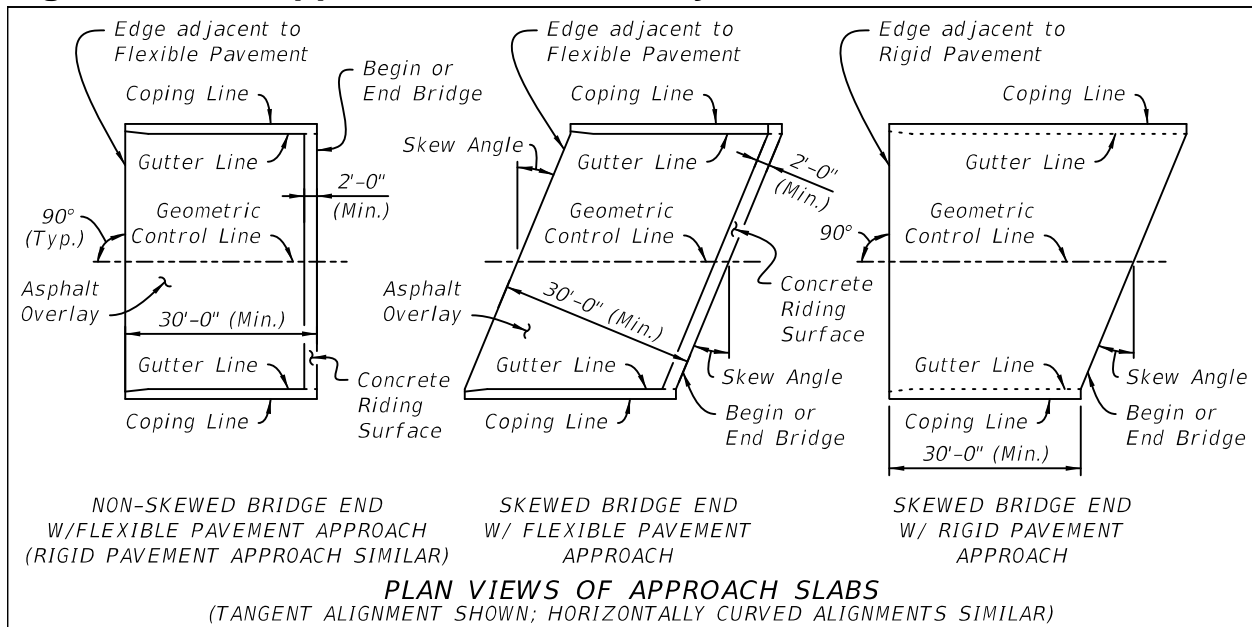 Edge adjacent to
Flexible Pavement
Begin or
End Bridge
Coping Line
Gutter Line
2'-0"
(Min.)
90°
(Typ.)
Geometric
Control Line
Asphalt
Overlay
30'-0" (Min.)
Gutter Line
Concrete
Riding
Surface
Coping Line
NON-SKEWED BRIDGE END
W/FLEXIBLE PAVEMENT APPROACH
(RIGID PAVEMENT APPROACH SIMILAR)
Edge adjacent to
Flexible Pavement
Coping Line
Skew Angle
Gutter Line
2'-0"
(Min.)
Geometric
Control Line
Asphalt
Overlay
30'-0" (Min.)
Concrete
Riding
Surface
Gutter Line
Skew Angle
Coping Line
Begin or
End Bridge
SKEWED BRIDGE END
W/ FLEXIBLE PAVEMENT
APPROACH
Edge adjacent to
Rigid Pavement
Coping Line
Gutter Line
90°
Geometric
Control Line
Gutter Line
Skew Angle
Coping Line
Begin or
End Bridge
30'-0" (Min.)
SKEWED BRIDGE END
W/ RIGID PAVEMENT
APPROACH
PLAN VIEWS OF APPROACH SLABS
(TANGENT ALIGNMENT SHOWN; HORIZONTALLY CURVED ALIGNMENTS SIMILAR)